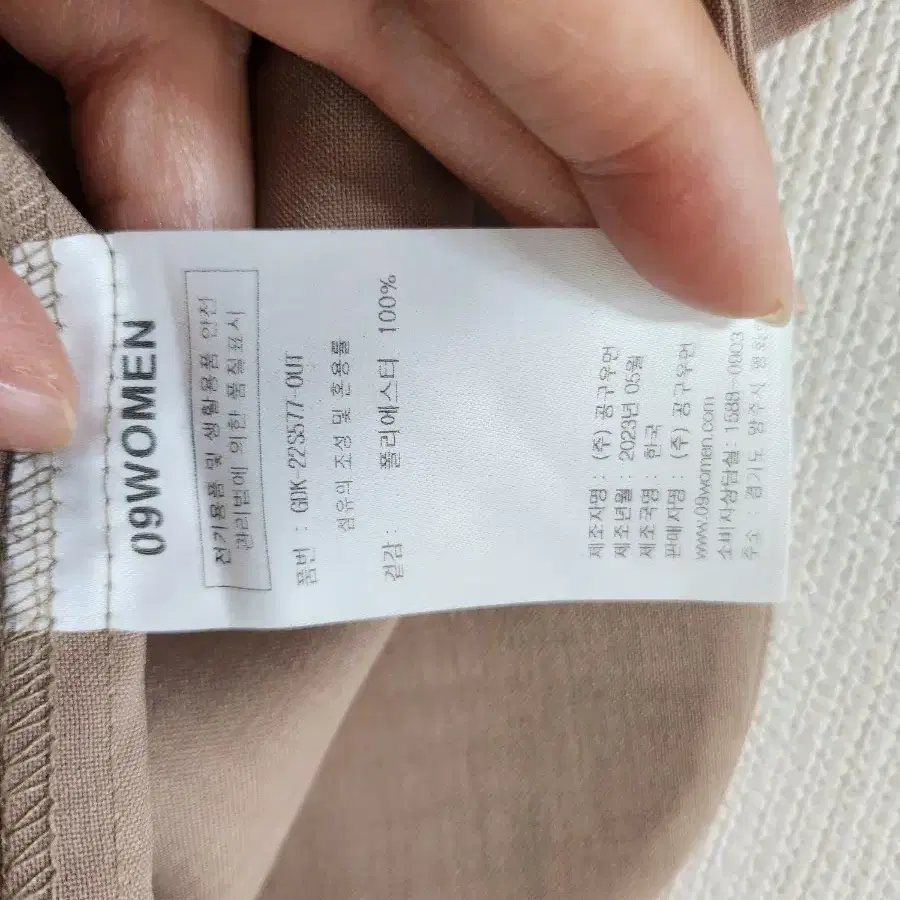 09WOMEN
전기용품 및 생활용품 안전
관리법에 의한 품질표시
품번 : GDK-22S577-OUT
섬유의 조성 및 혼용률
겉감 : 폴리에스터 100%
제조자명 : (주) 공구우먼
제조년월 : 2023년 05월
제조국명 : 한국
판매자명 : (주) 공구우먼
www.09women.com
소비자상담실: 1588-0903
주소 : 경기도